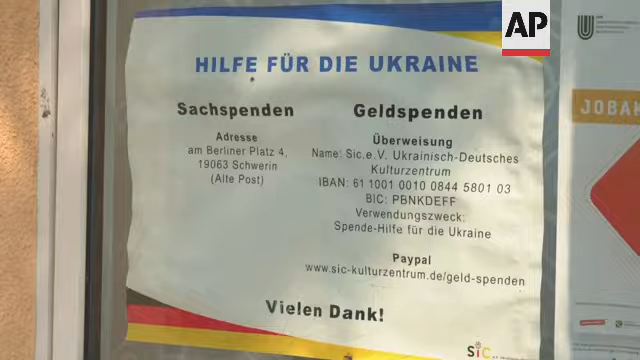 AP
HILFE FÜR DIE UKRAINE
Sachspenden
Adresse
am Berliner Platz 4,
19063 Schwerin
(Alte Post)
Geldspenden
Überweisung
Name: Sic.e.V. Ukrainisch-Deutsches
Kulturzentrum
IBAN: 61 1001 0010 0844 5801 03
BIC: PBNKDEFF
Verwendungszweck:
Spende-Hilfe für die Ukraine
Paypal
www.sic-kulturzentrum.de/geld-spenden
Vielen Dank!
SiC
JOBA